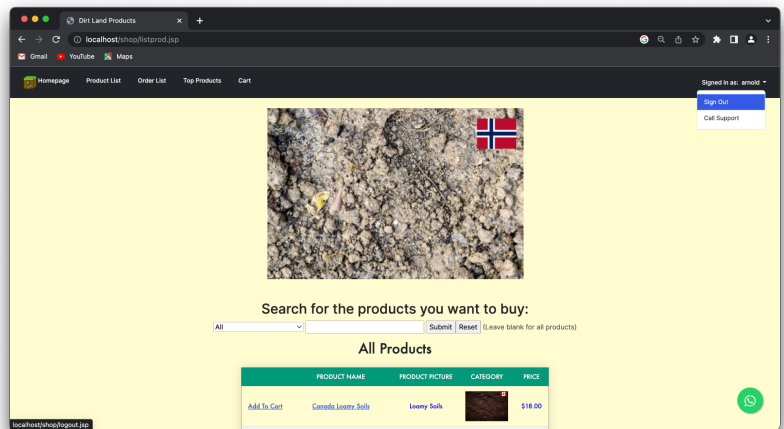 Dirt Land Products
localhost/shop/listprod.jsp
Gmail YouTube Maps
Homepage Product List Order List Top Products Cart Signed in as: arnold
Sign Out
Call Support
Search for the products you want to buy:
All Submit Reset (Leave blank for all products)
All Products
PRODUCT NAME PRODUCT PICTURE CATEGORY PRICE
Add To Cart Canada Loamy Soils Loamy Soils $18.00
localhost/shop/logout.jsp